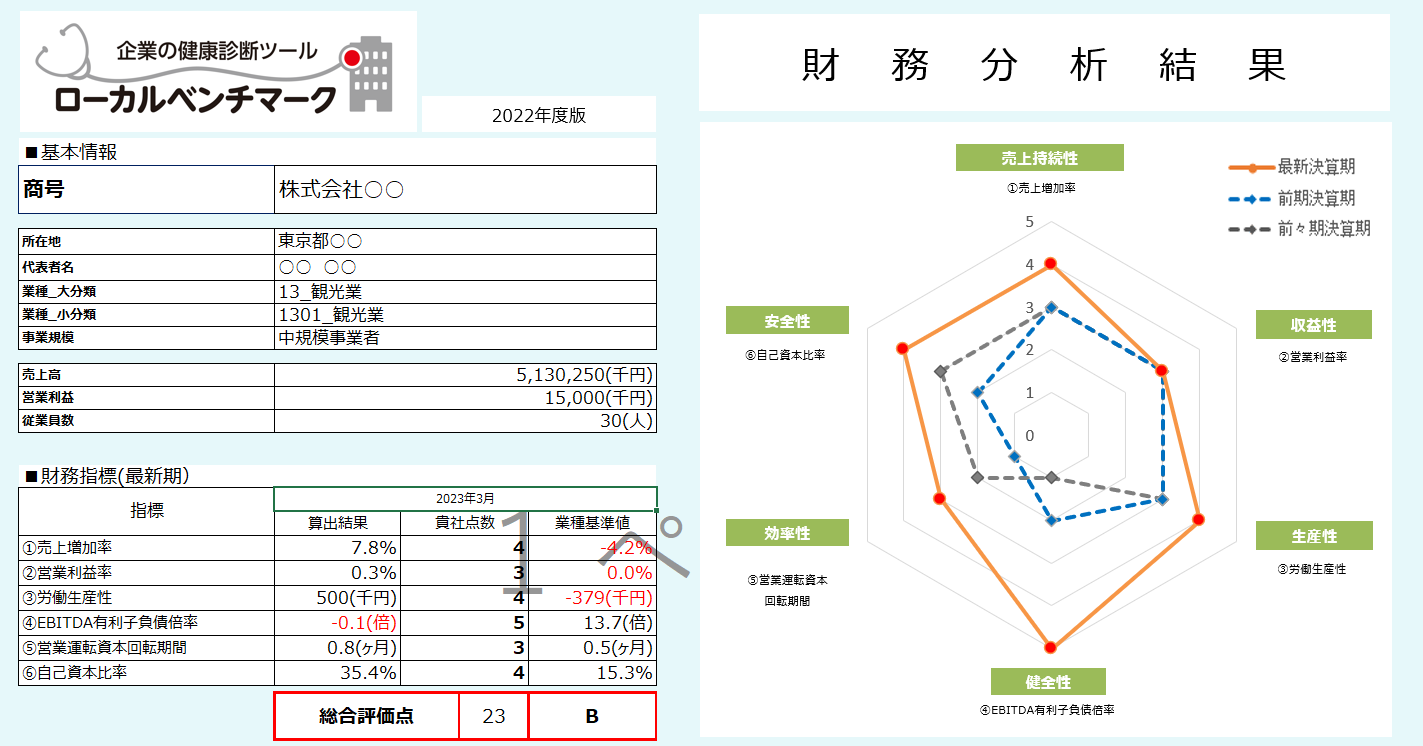 企業の健康診断ツール
ローカルベンチマーク
2022年度版
■基本情報
商号 株式会社○○
所在地 東京都○○
代表者名 ○○ ○○
業種_大分類 13_観光業
業種_小分類 1301_観光業
事業規模 中規模事業者
売上高 5,130,250(千円)
営業利益 15,000(千円)
従業員数 30(人)
■財務指標(最新期)
指標 2023年3月
算出結果 貴社点数 業種基準値
①売上増加率 7.8% 4 -4.2%
②営業利益率 0.3% 3 0.0%
③労働生産性 500(千円) 4 -379(千円)
④EBITDA有利子負債倍率 -0.1(倍) 5 13.7(倍)
⑤営業運転資本回転期間 0.8(ヶ月) 3 0.5(ヶ月)
⑥自己資本比率 35.4% 4 15.3%
1 ペ
総合評価点 23 B
財務分析結果
売上持続性
①売上増加率
最新決算期
前期決算期
前々期決算期
5
4
3
2
1
0
安全性
⑥自己資本比率
収益性
②営業利益率
効率性
⑤営業運転資本
回転期間
生産性
③労働生産性
健全性
④EBITDA有利子負債倍率